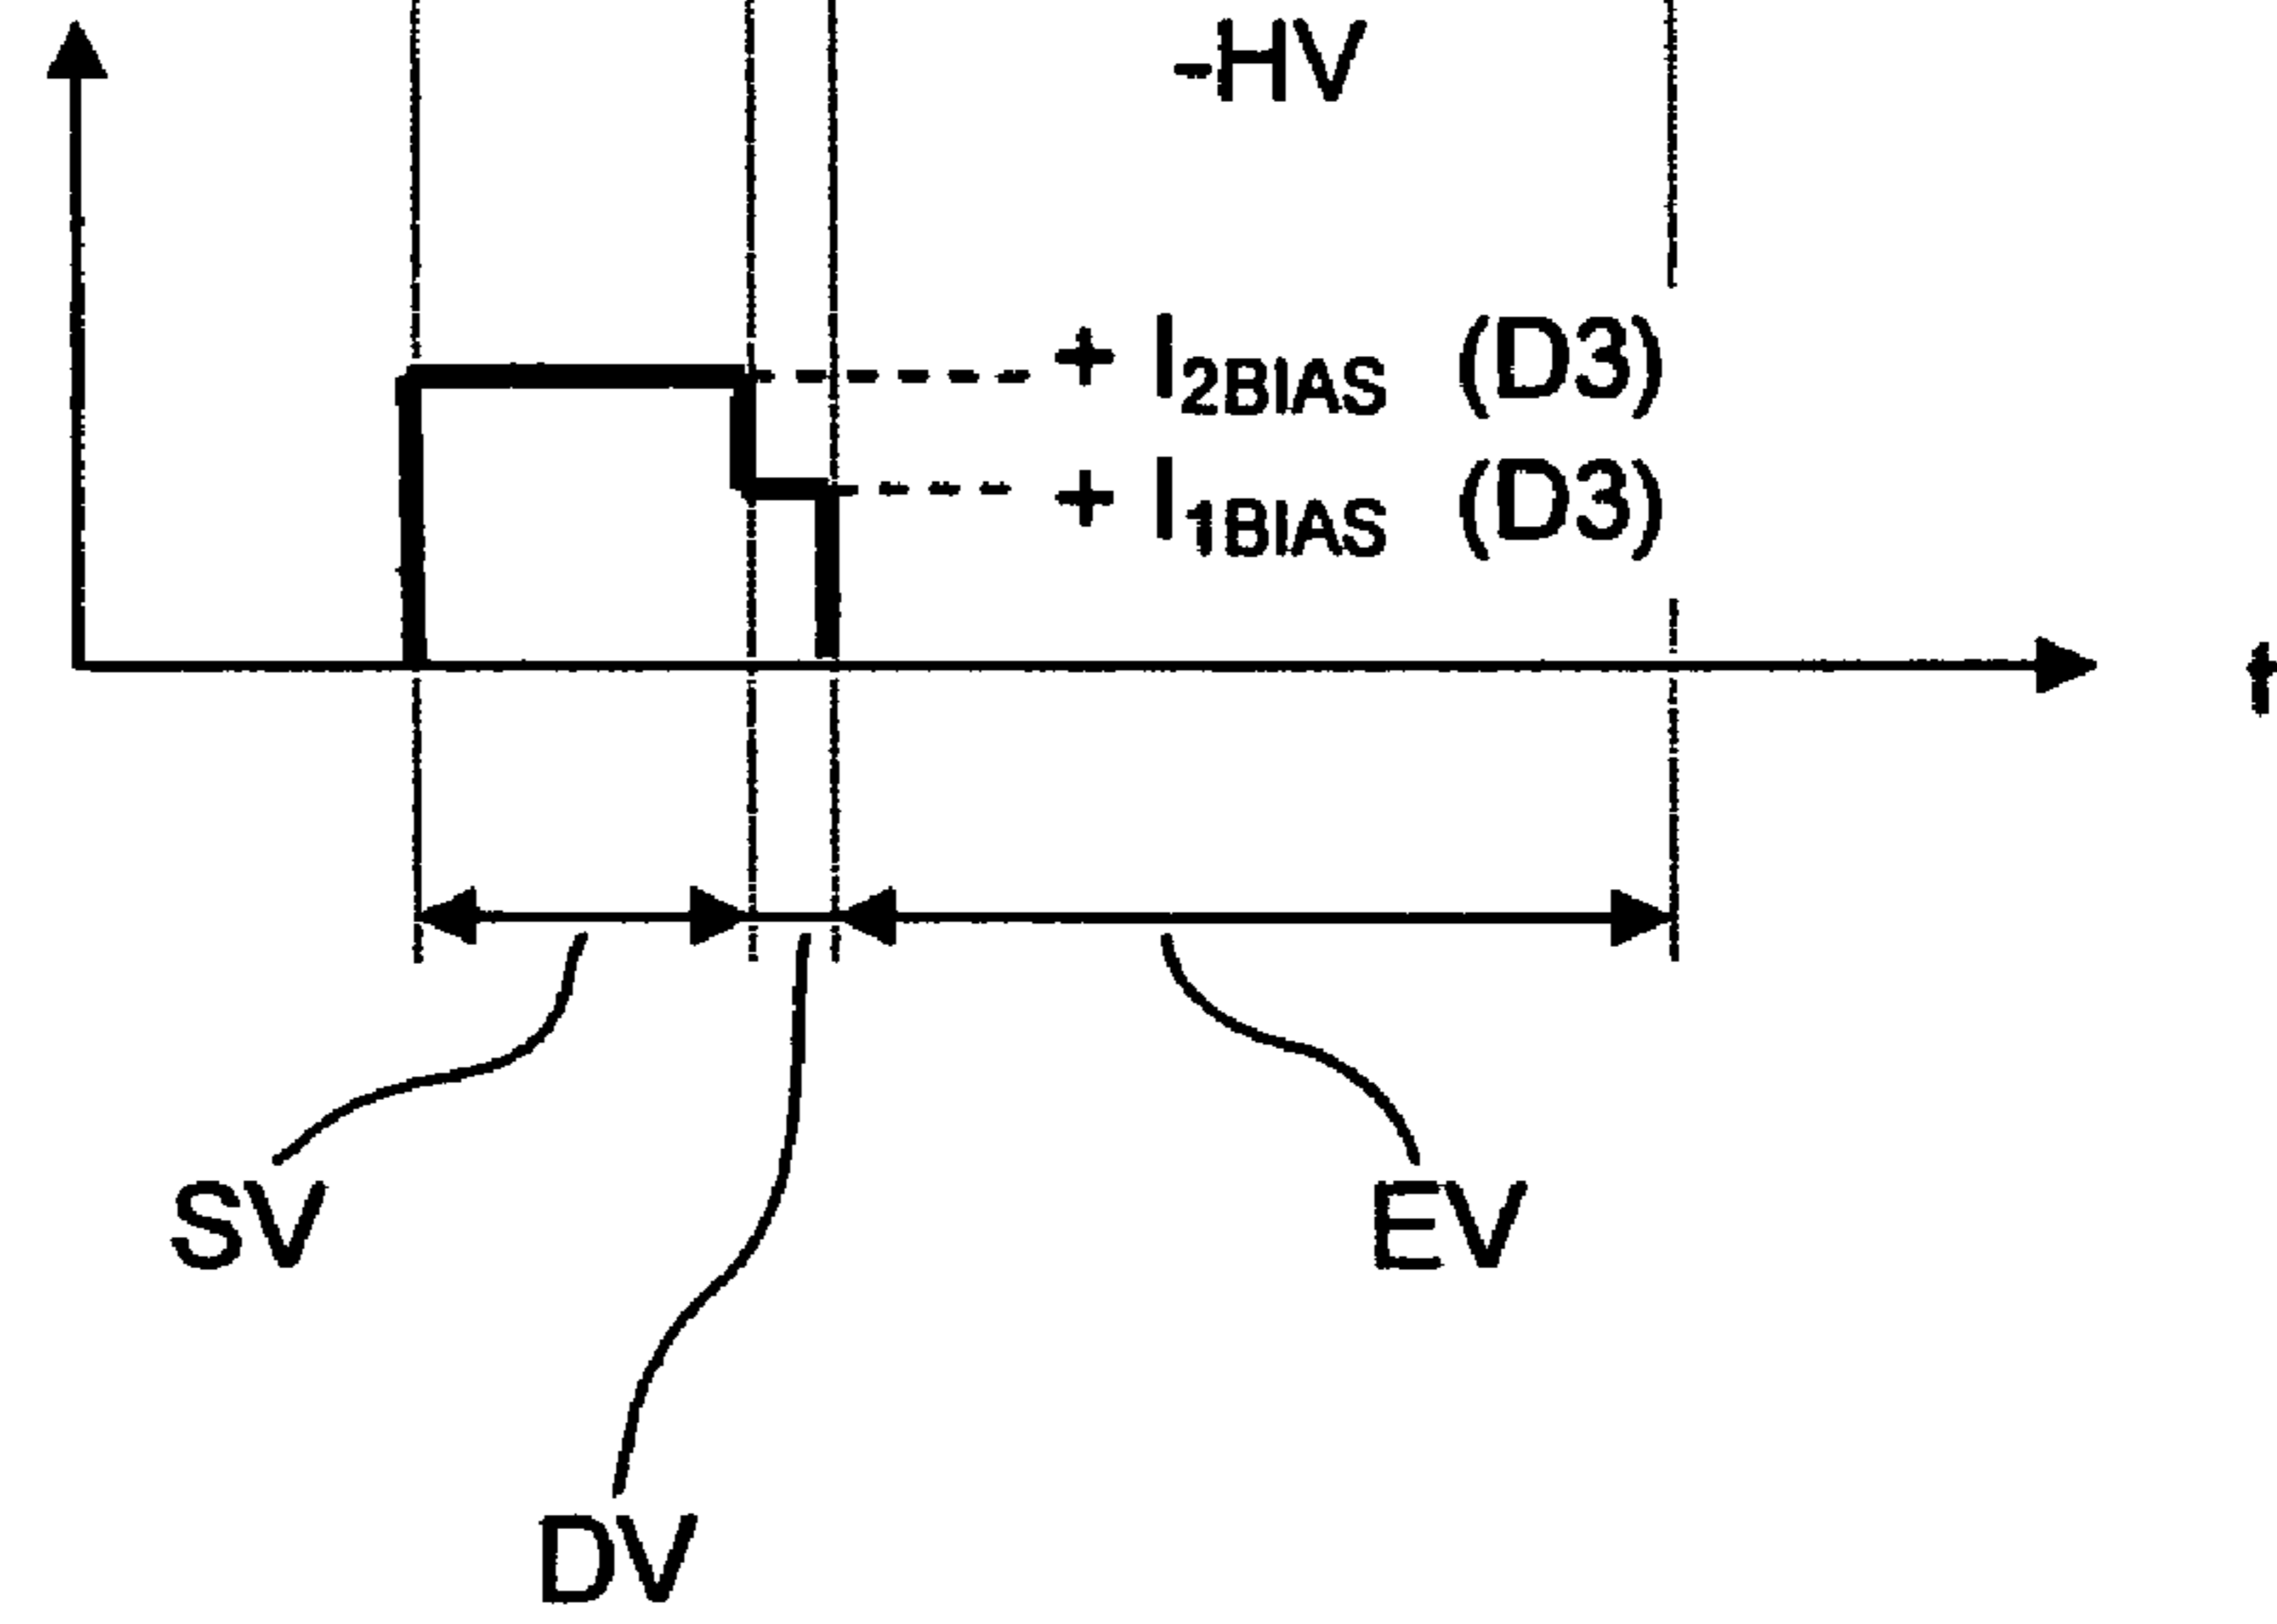 -HV
+ I2BIAS (D3)
+ I1BIAS (D3)
SV
EV
DV